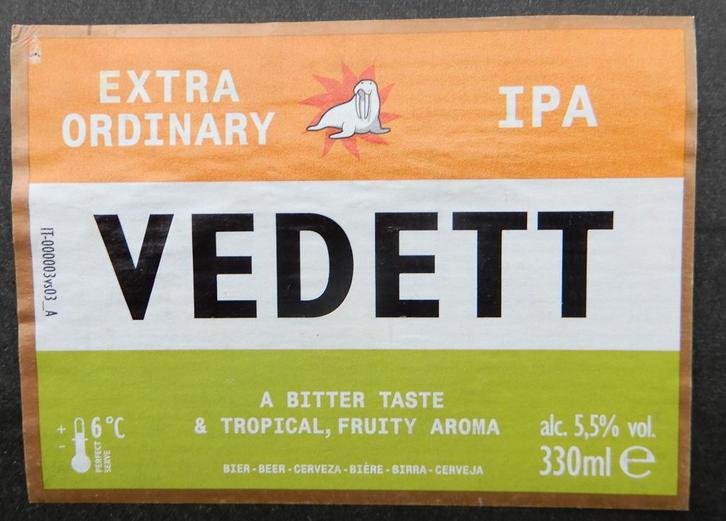 EXTRA
ORDINARY
IPA
VEDETT
IT-000003vs03_A
A BITTER TASTE
& TROPICAL, FRUITY AROMA
BIER - BEER - CERVEZA - BIÈRE - BIRRA - CERVEJA
+
-
6°C
PERFECT
SERVE
alc. 5,5% vol.
330ml ℮